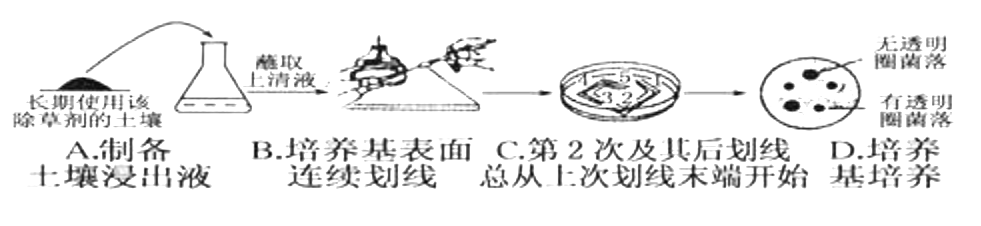 无透明
圈菌落
蘸取
上清液
长期使用该
除草剂的土壤
5
3 2
有透明
圈菌落
A.制备
土壤浸出液
B.培养基表面
连续划线
C.第2次及其后划线
总从上次划线末端开始
D.培养
基培养